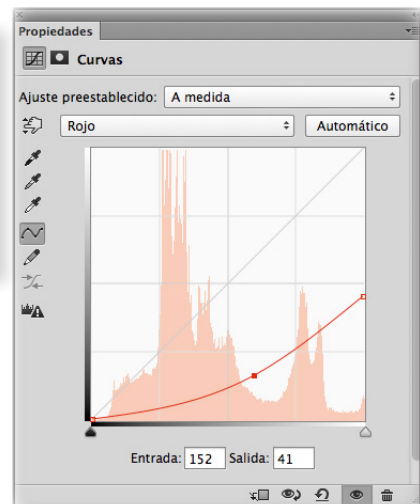 Propiedades
Curvas
Ajuste preestablecido: A medida
Rojo Automático
Entrada: 152 Salida: 41